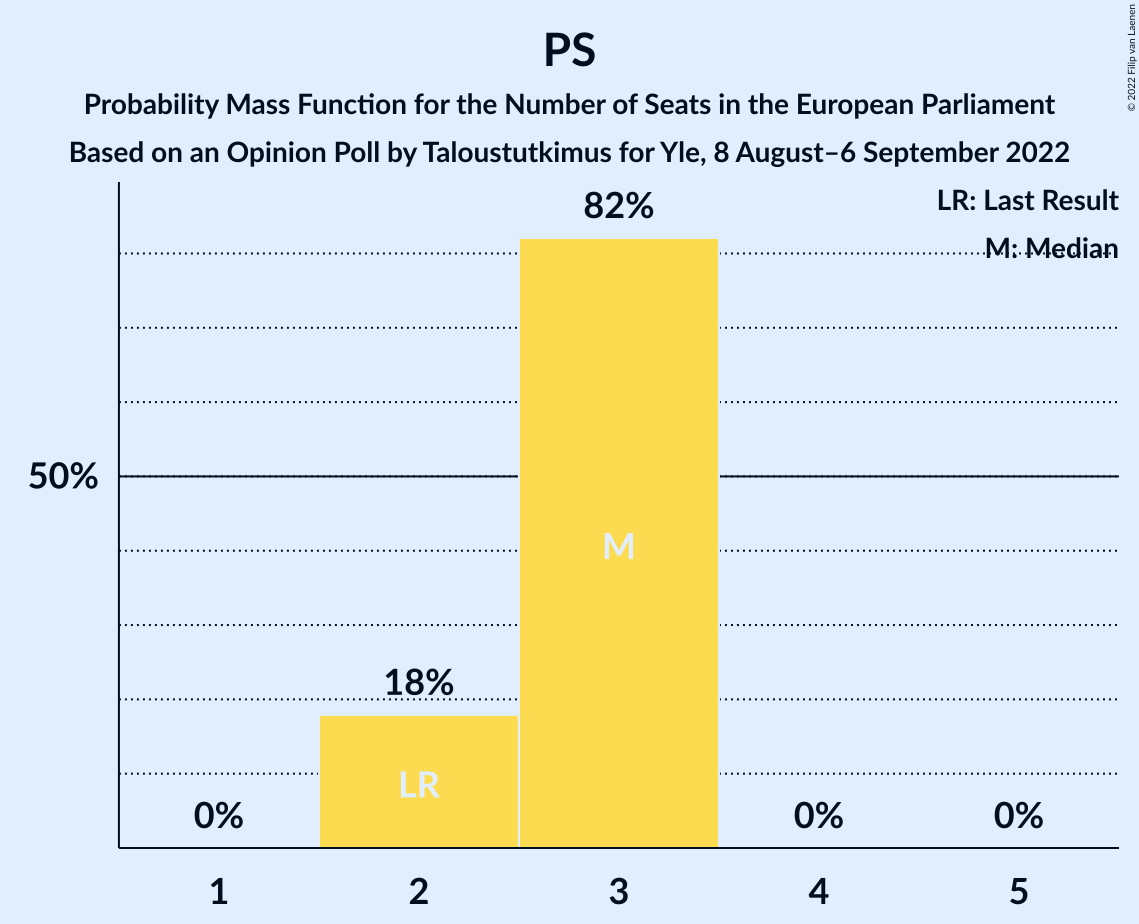 PS
Probability Mass Function for the Number of Seats in the European Parliament
Based on an Opinion Poll by Taloustutkimus for Yle, 8 August–6 September 2022
© 2022 Filip van Laenen
LR: Last Result
M: Median
82%
50%
M
18%
LR
0%
0%
0%
1
2
3
4
5